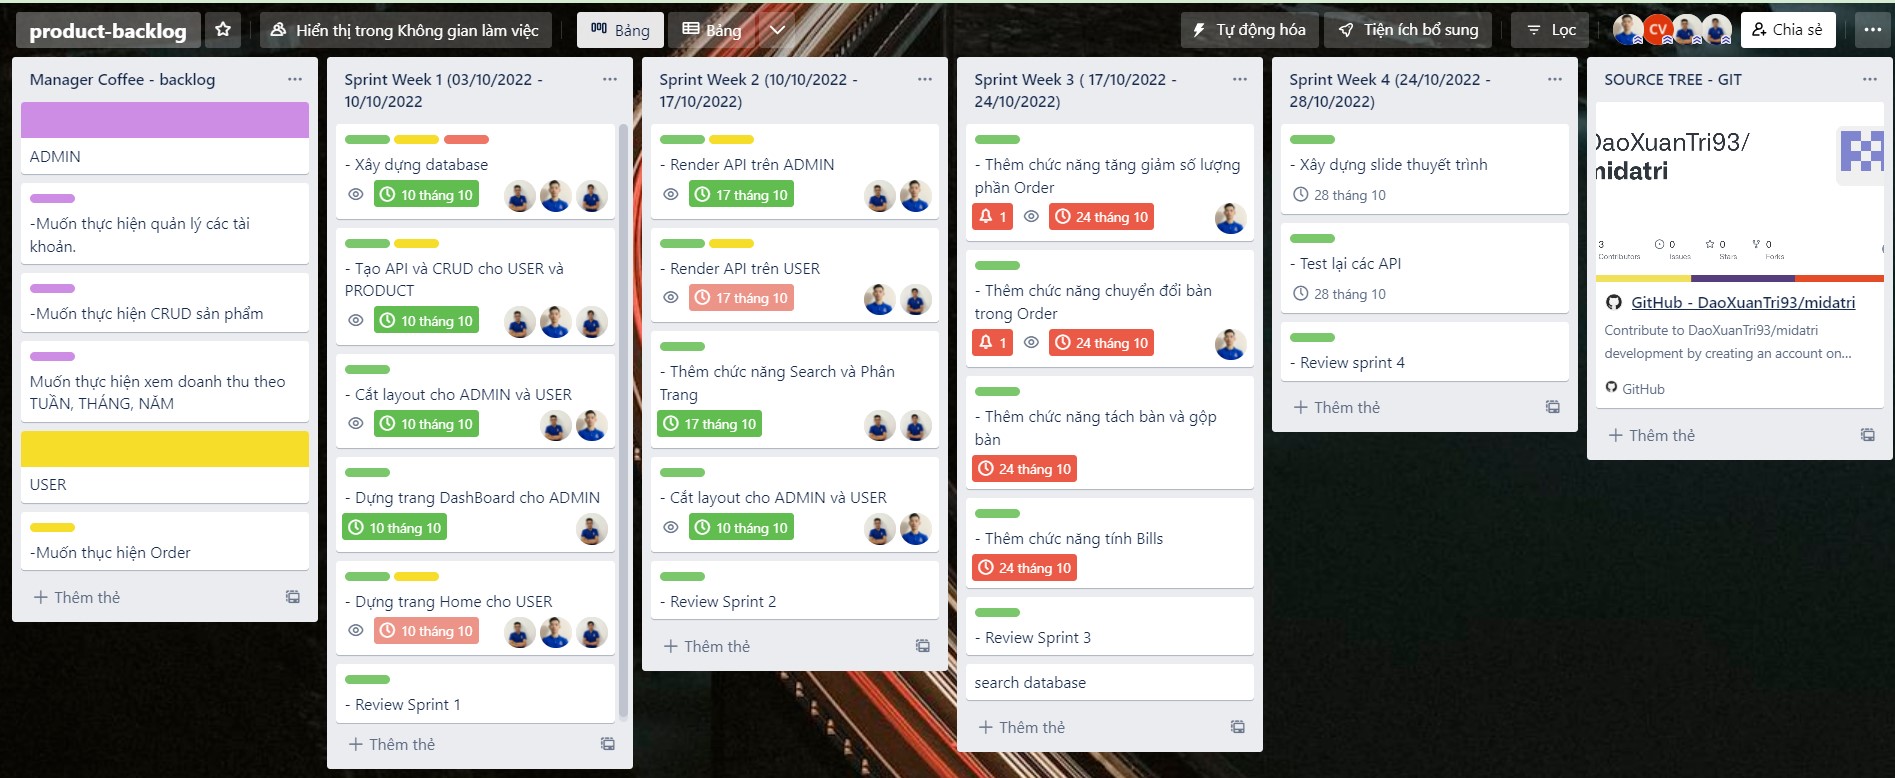 product-backlog
Hiển thị trong Không gian làm việc
Bảng
Bảng
Tự động hóa
Tiện ích bổ sung
Lọc
CV
Chia sẻ
Manager Coffee - backlog
ADMIN
-Muốn thực hiện quản lý các tài
khoản.
-Muốn thực hiện CRUD sản phẩm
Muốn thực hiện xem doanh thu theo
TUẦN, THÁNG, NĂM
USER
-Muốn thục hiện Order
Thêm thẻ
Sprint Week 1 (03/10/2022 -
10/10/2022
- Xây dựng database
10 tháng 10
- Tạo API và CRUD cho USER và
PRODUCT
10 tháng 10
- Cắt layout cho ADMIN và USER
10 tháng 10
- Dựng trang DashBoard cho ADMIN
10 tháng 10
- Dựng trang Home cho USER
10 tháng 10
- Review Sprint 1
Thêm thẻ
Sprint Week 2 (10/10/2022 -
17/10/2022)
- Render API trên ADMIN
17 tháng 10
- Render API trên USER
17 tháng 10
- Thêm chức năng Search và Phân
Trang
17 tháng 10
- Cắt layout cho ADMIN và USER
10 tháng 10
- Review Sprint 2
Thêm thẻ
Sprint Week 3 ( 17/10/2022 -
24/10/2022)
- Thêm chức năng tăng giảm số lượng
phần Order
1 24 tháng 10
- Thêm chức năng chuyển đổi bàn
trong Order
1 24 tháng 10
- Thêm chức năng tách bàn và gộp
bàn
24 tháng 10
- Thêm chức năng tính Bills
24 tháng 10
- Review Sprint 3
search database
Thêm thẻ
Sprint Week 4 (24/10/2022 -
28/10/2022)
- Xây dựng slide thuyết trình
28 tháng 10
- Test lại các API
28 tháng 10
- Review sprint 4
Thêm thẻ
SOURCE TREE - GIT
DaoXuanTri93/
midatri
3 0 0 0
Contributors Issues Stars Forks
GitHub - DaoXuanTri93/midatri
Contribute to DaoXuanTri93/midatri
development by creating an account on...
GitHub
Thêm thẻ